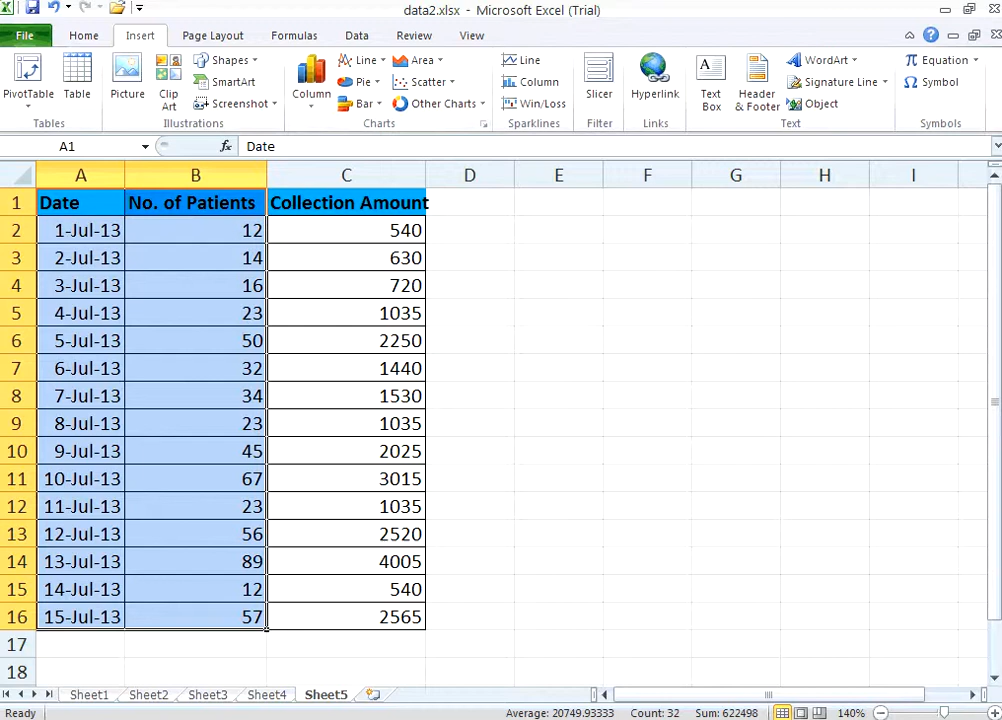 data2.xlsx - Microsoft Excel (Trial)
File Home Insert Page Layout Formulas Data Review View
PivotTable Table Picture Clip Art Shapes SmartArt Screenshot Column Line Pie Bar Area Scatter Other Charts Line Column Win/Loss Slicer Hyperlink Text Box Header & Footer WordArt Signature Line Object Equation Symbol
Tables Illustrations Charts Sparklines Filter Links Text Symbols
A1 fx Date
A B C D E F G H I
1 Date No. of Patients Collection Amount
2 1-Jul-13 12 540
3 2-Jul-13 14 630
4 3-Jul-13 16 720
5 4-Jul-13 23 1035
6 5-Jul-13 50 2250
7 6-Jul-13 32 1440
8 7-Jul-13 34 1530
9 8-Jul-13 23 1035
10 9-Jul-13 45 2025
11 10-Jul-13 67 3015
12 11-Jul-13 23 1035
13 12-Jul-13 56 2520
14 13-Jul-13 89 4005
15 14-Jul-13 12 540
16 15-Jul-13 57 2565
17
18
Sheet1 Sheet2 Sheet3 Sheet4 Sheet5
Ready Average: 20749.93333 Count: 32 Sum: 622498 140%